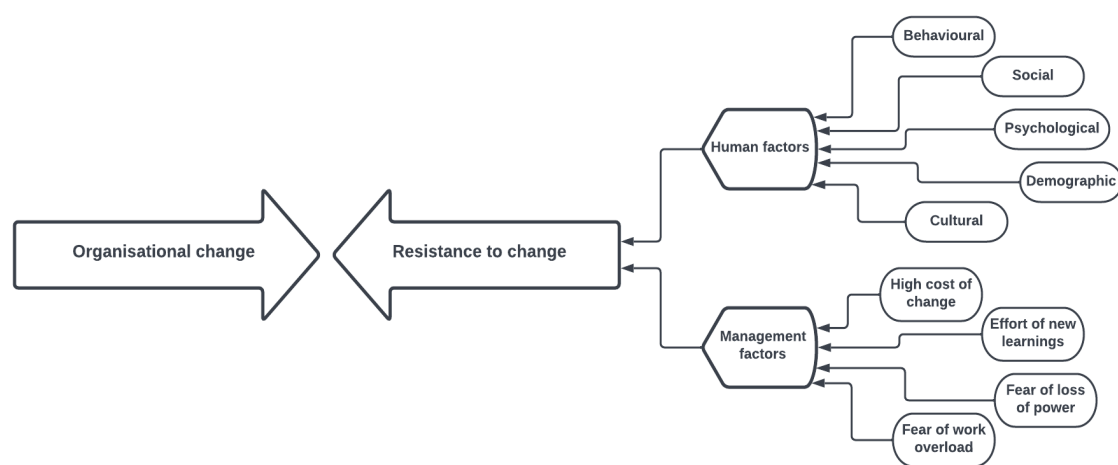 Organisational change
Resistance to change
Human factors
Behavioural
Social
Psychological
Demographic
Cultural
Management
factors
High cost of
change
Effort of new
learnings
Fear of loss
of power
Fear of work
overload